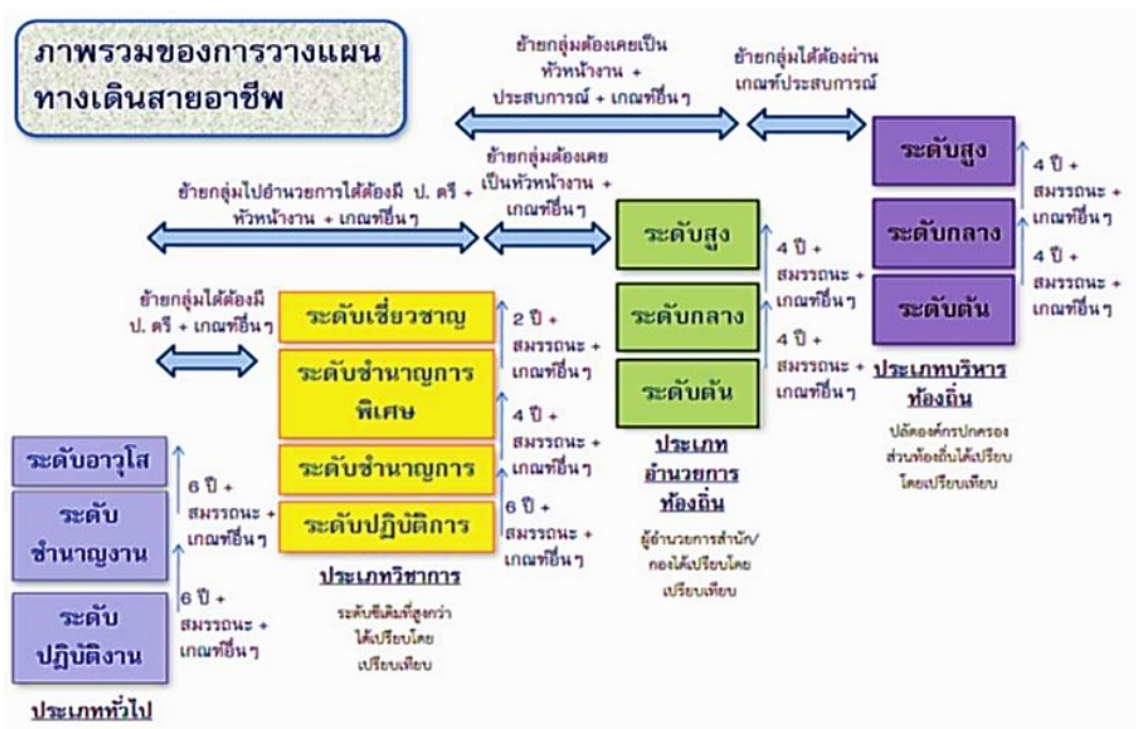 ภาพรวมของการวางแผน
ทางเดินสายอาชีพ
ย้ายกลุ่มต้องเคยเป็น
หัวหน้างาน +
ประสบการณ์ + เกณฑ์อื่นๆ
ย้ายกลุ่มได้ต้องผ่าน
เกณฑ์ประสบการณ์
ย้ายกลุ่มไปอำนวยการได้ต้องมี ป. ตรี +
หัวหน้างาน + เกณฑ์อื่นๆ
ย้ายกลุ่มต้องเคย
เป็นหัวหน้างาน +
เกณฑ์อื่นๆ
ย้ายกลุ่มได้ต้องมี
ป. ตรี + เกณฑ์อื่นๆ
ระดับอาวุโส
ระดับ
ชำนาญงาน
ระดับ
ปฏิบัติงาน
6 ปี +
สมรรถนะ +
เกณฑ์อื่นๆ
6 ปี +
สมรรถนะ +
เกณฑ์อื่นๆ
ประเภททั่วไป
ระดับเชี่ยวชาญ
ระดับชำนาญการ
พิเศษ
ระดับชำนาญการ
ระดับปฏิบัติการ
2 ปี +
สมรรถนะ +
เกณฑ์อื่นๆ
4 ปี +
สมรรถนะ +
เกณฑ์อื่นๆ
6 ปี +
สมรรถนะ +
เกณฑ์อื่นๆ
ประเภทวิชาการ
ระดับซีเดิมที่สูงกว่า
ได้เปรียบโดย
เปรียบเทียบ
ระดับสูง
ระดับกลาง
ระดับต้น
4 ปี +
สมรรถนะ +
เกณฑ์อื่นๆ
4 ปี +
สมรรถนะ +
เกณฑ์อื่นๆ
ประเภท
อำนวยการ
ท้องถิ่น
ผู้อำนวยการสำนัก/
กองได้เปรียบโดย
เปรียบเทียบ
ระดับสูง
ระดับกลาง
ระดับต้น
4 ปี +
สมรรถนะ +
เกณฑ์อื่นๆ
4 ปี +
สมรรถนะ +
เกณฑ์อื่นๆ
ประเภทบริหาร
ท้องถิ่น
ปลัดองค์กรปกครอง
ส่วนท้องถิ่นได้เปรียบ
โดยเปรียบเทียบ